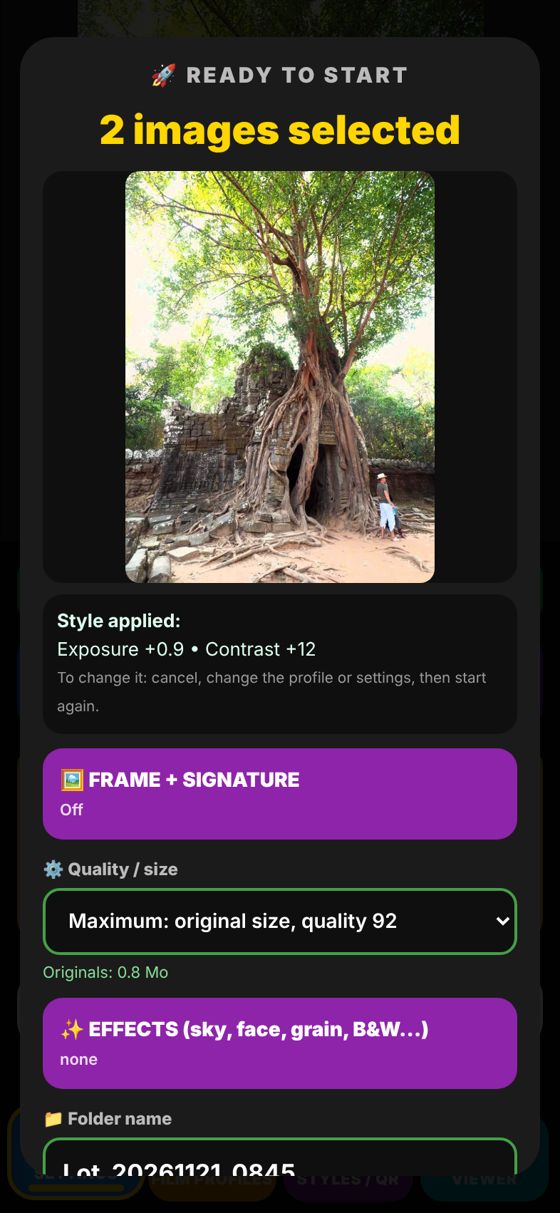 🚀 READY TO START
2 images selected
Style applied:
Exposure +0.9 • Contrast +12
To change it: cancel, change the profile or settings, then start
again.
🖼️ FRAME + SIGNATURE
Off
⚙️ Quality / size
Maximum: original size, quality 92
Originals: 0.8 Mo
✨ EFFECTS (sky, face, grain, B&W...)
none
📁 Folder name
Lot_20261121_0845
FILM PROFILES
STYLES / QR
VIEWER